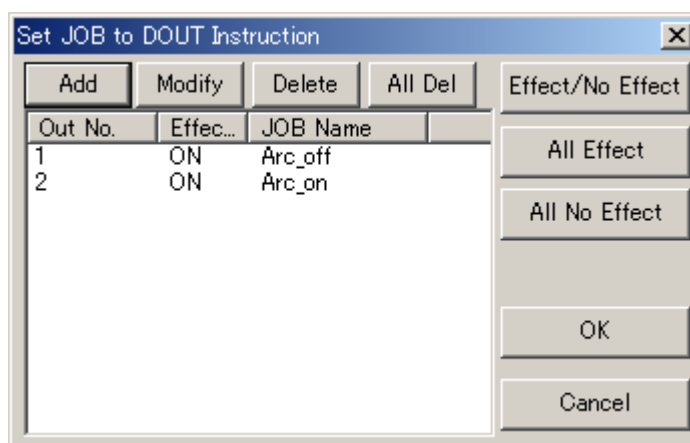 Set JOB to DOUT Instruction
Add Modify Delete All Del Effect/No Effect
Out No. Effec... JOB Name
1 ON Arc_off
2 ON Arc_on
All Effect
All No Effect
OK
Cancel